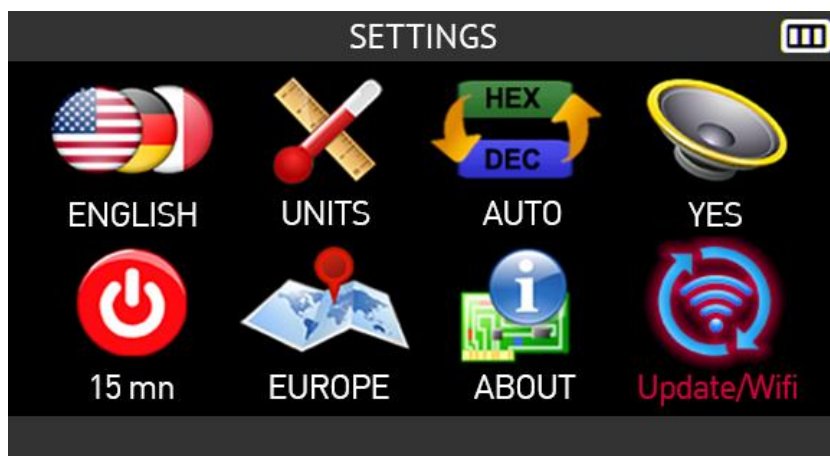 SETTINGS
HEX
DEC
ENGLISH UNITS AUTO YES
i
15 mn EUROPE ABOUT Update/Wifi